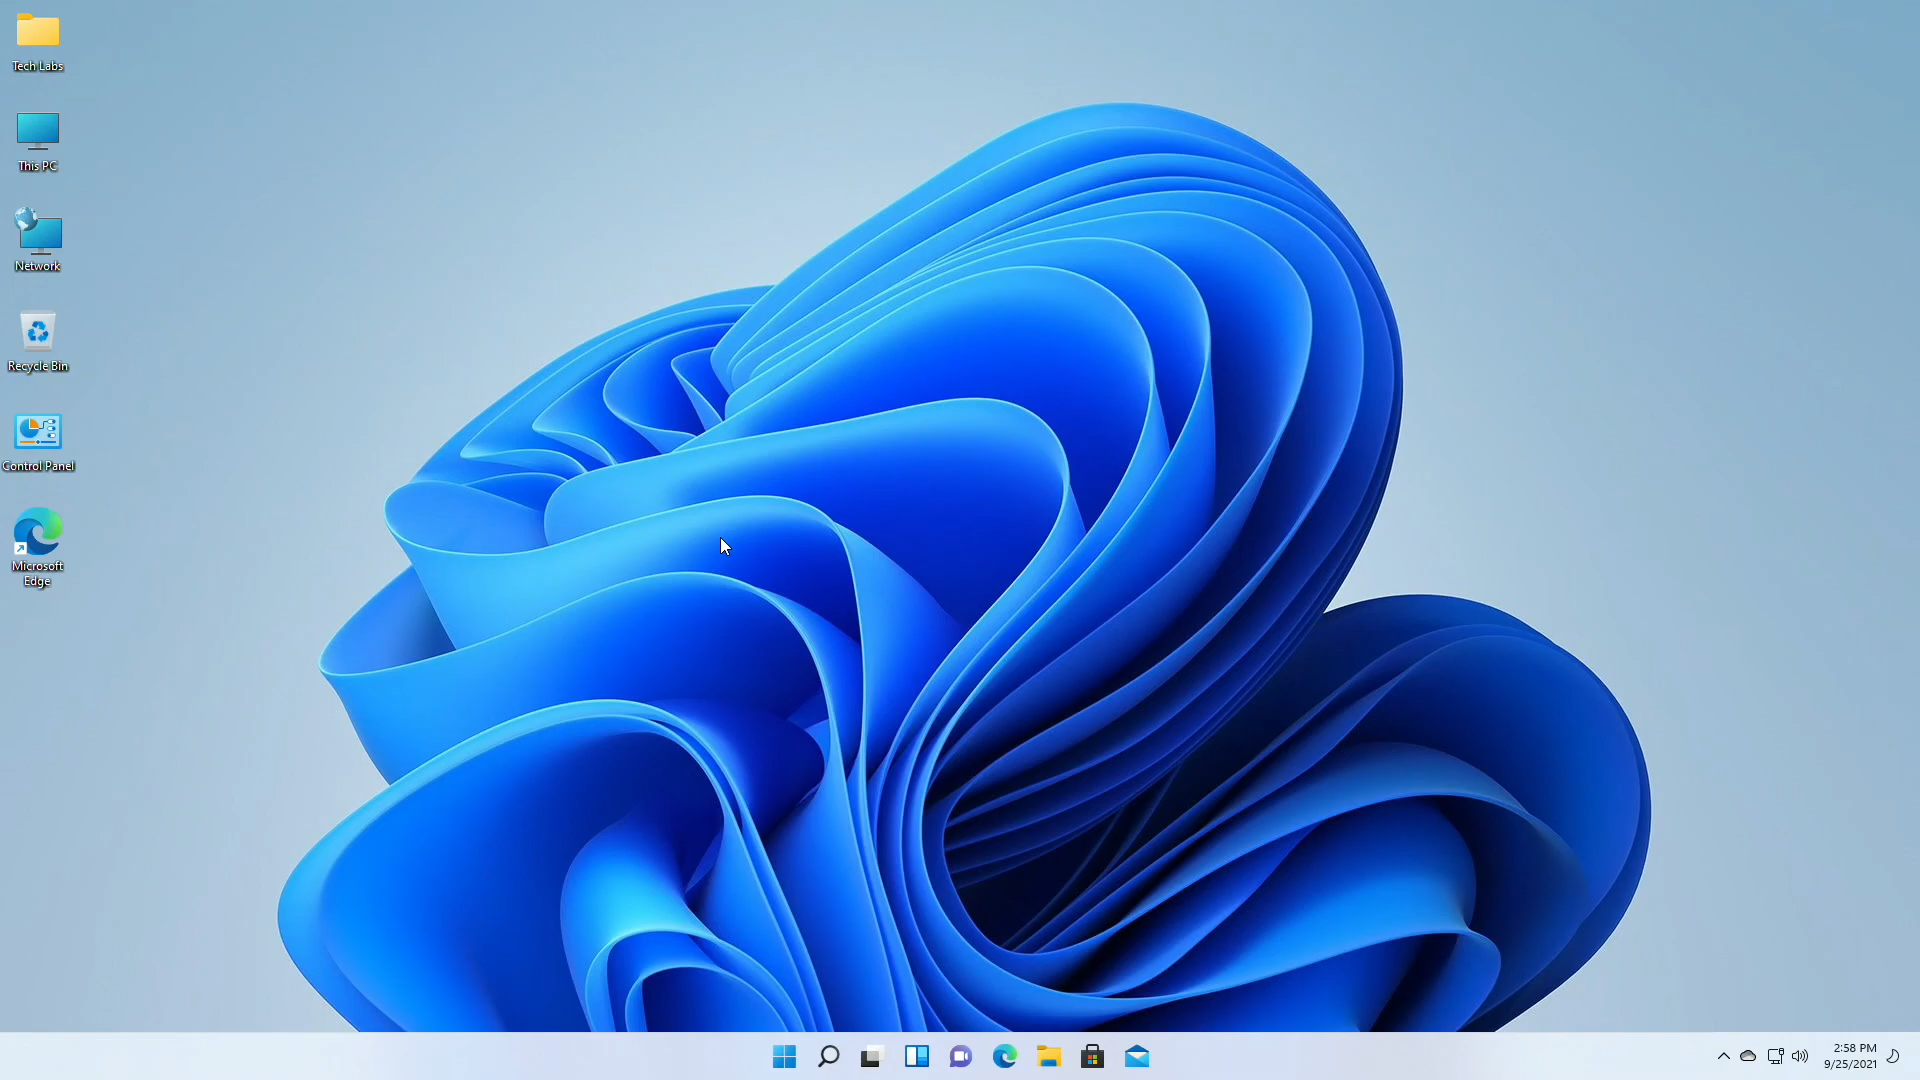 Tech Labs
This PC
Network
Recycle Bin
Control Panel
Microsoft
Edge
2:58 PM
9/25/2021